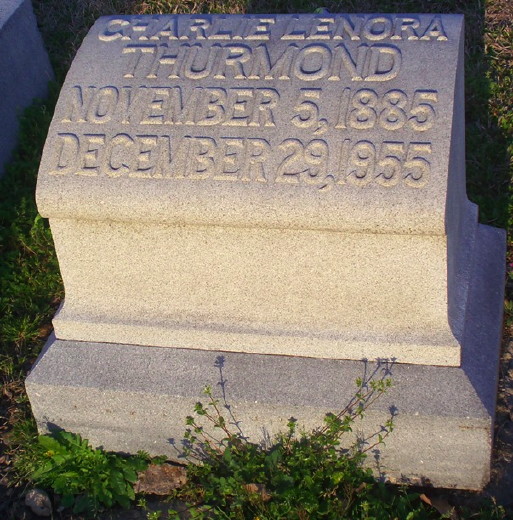 CHARLIE LENORA
THURMOND
NOVEMBER 5, 1885
DECEMBER 29, 1955